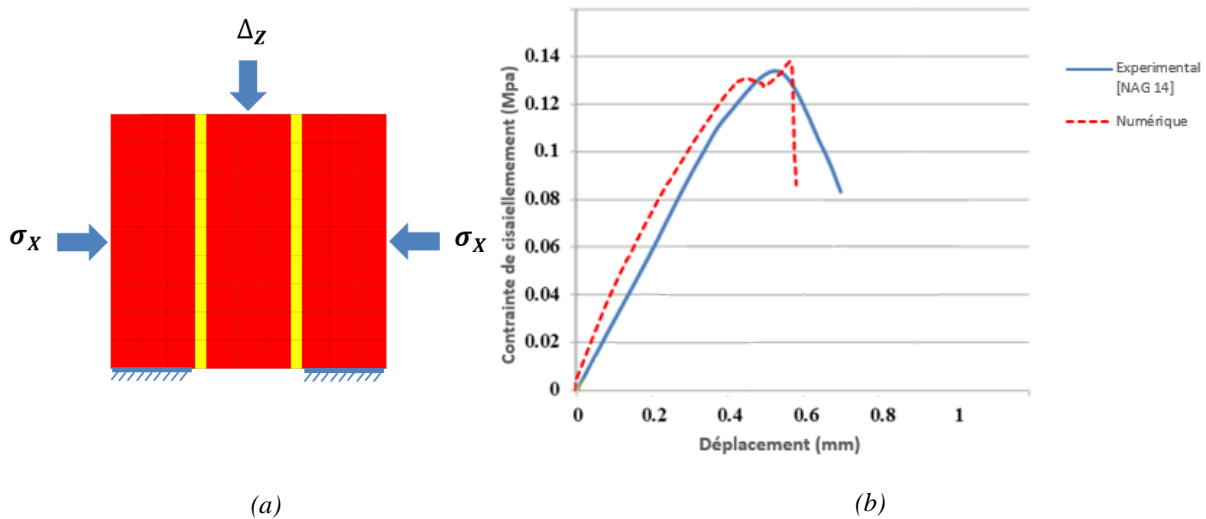 Δz
σX
σX
(a)
0.14
0.12
0.1
0.08
0.06
0.04
0.02
0
0
0.2
0.4
0.6
0.8
1
Contrainte de cisaiellemement (Mpa)
Déplacement (mm)
Experimental
[NAG 14]
Numérique
(b)